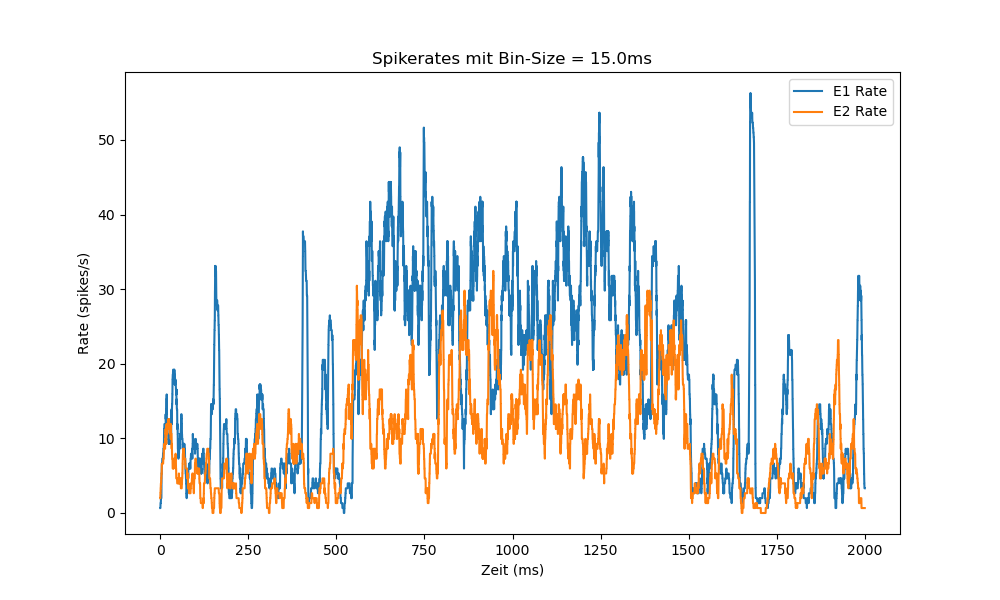 Spikerates mit Bin-Size = 15.0ms
E1 Rate
E2 Rate
50
40
30
20
10
0
Rate (spikes/s)
0 250 500 750 1000 1250 1500 1750 2000
Zeit (ms)